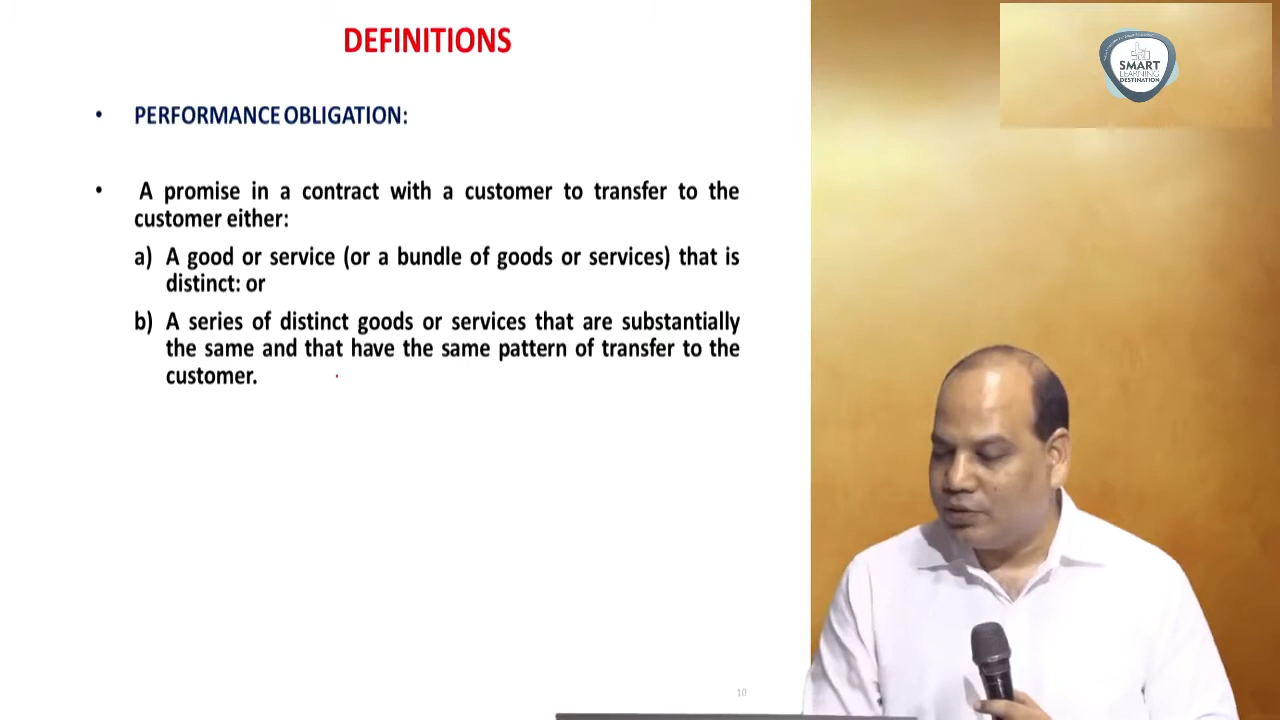 DEFINITIONS
• PERFORMANCE OBLIGATION:
• A promise in a contract with a customer to transfer to the
customer either:
a) A good or service (or a bundle of goods or services) that is
distinct: or
b) A series of distinct goods or services that are substantially
the same and that have the same pattern of transfer to the
customer.
10
SMART
LEARNING
DESTINATION